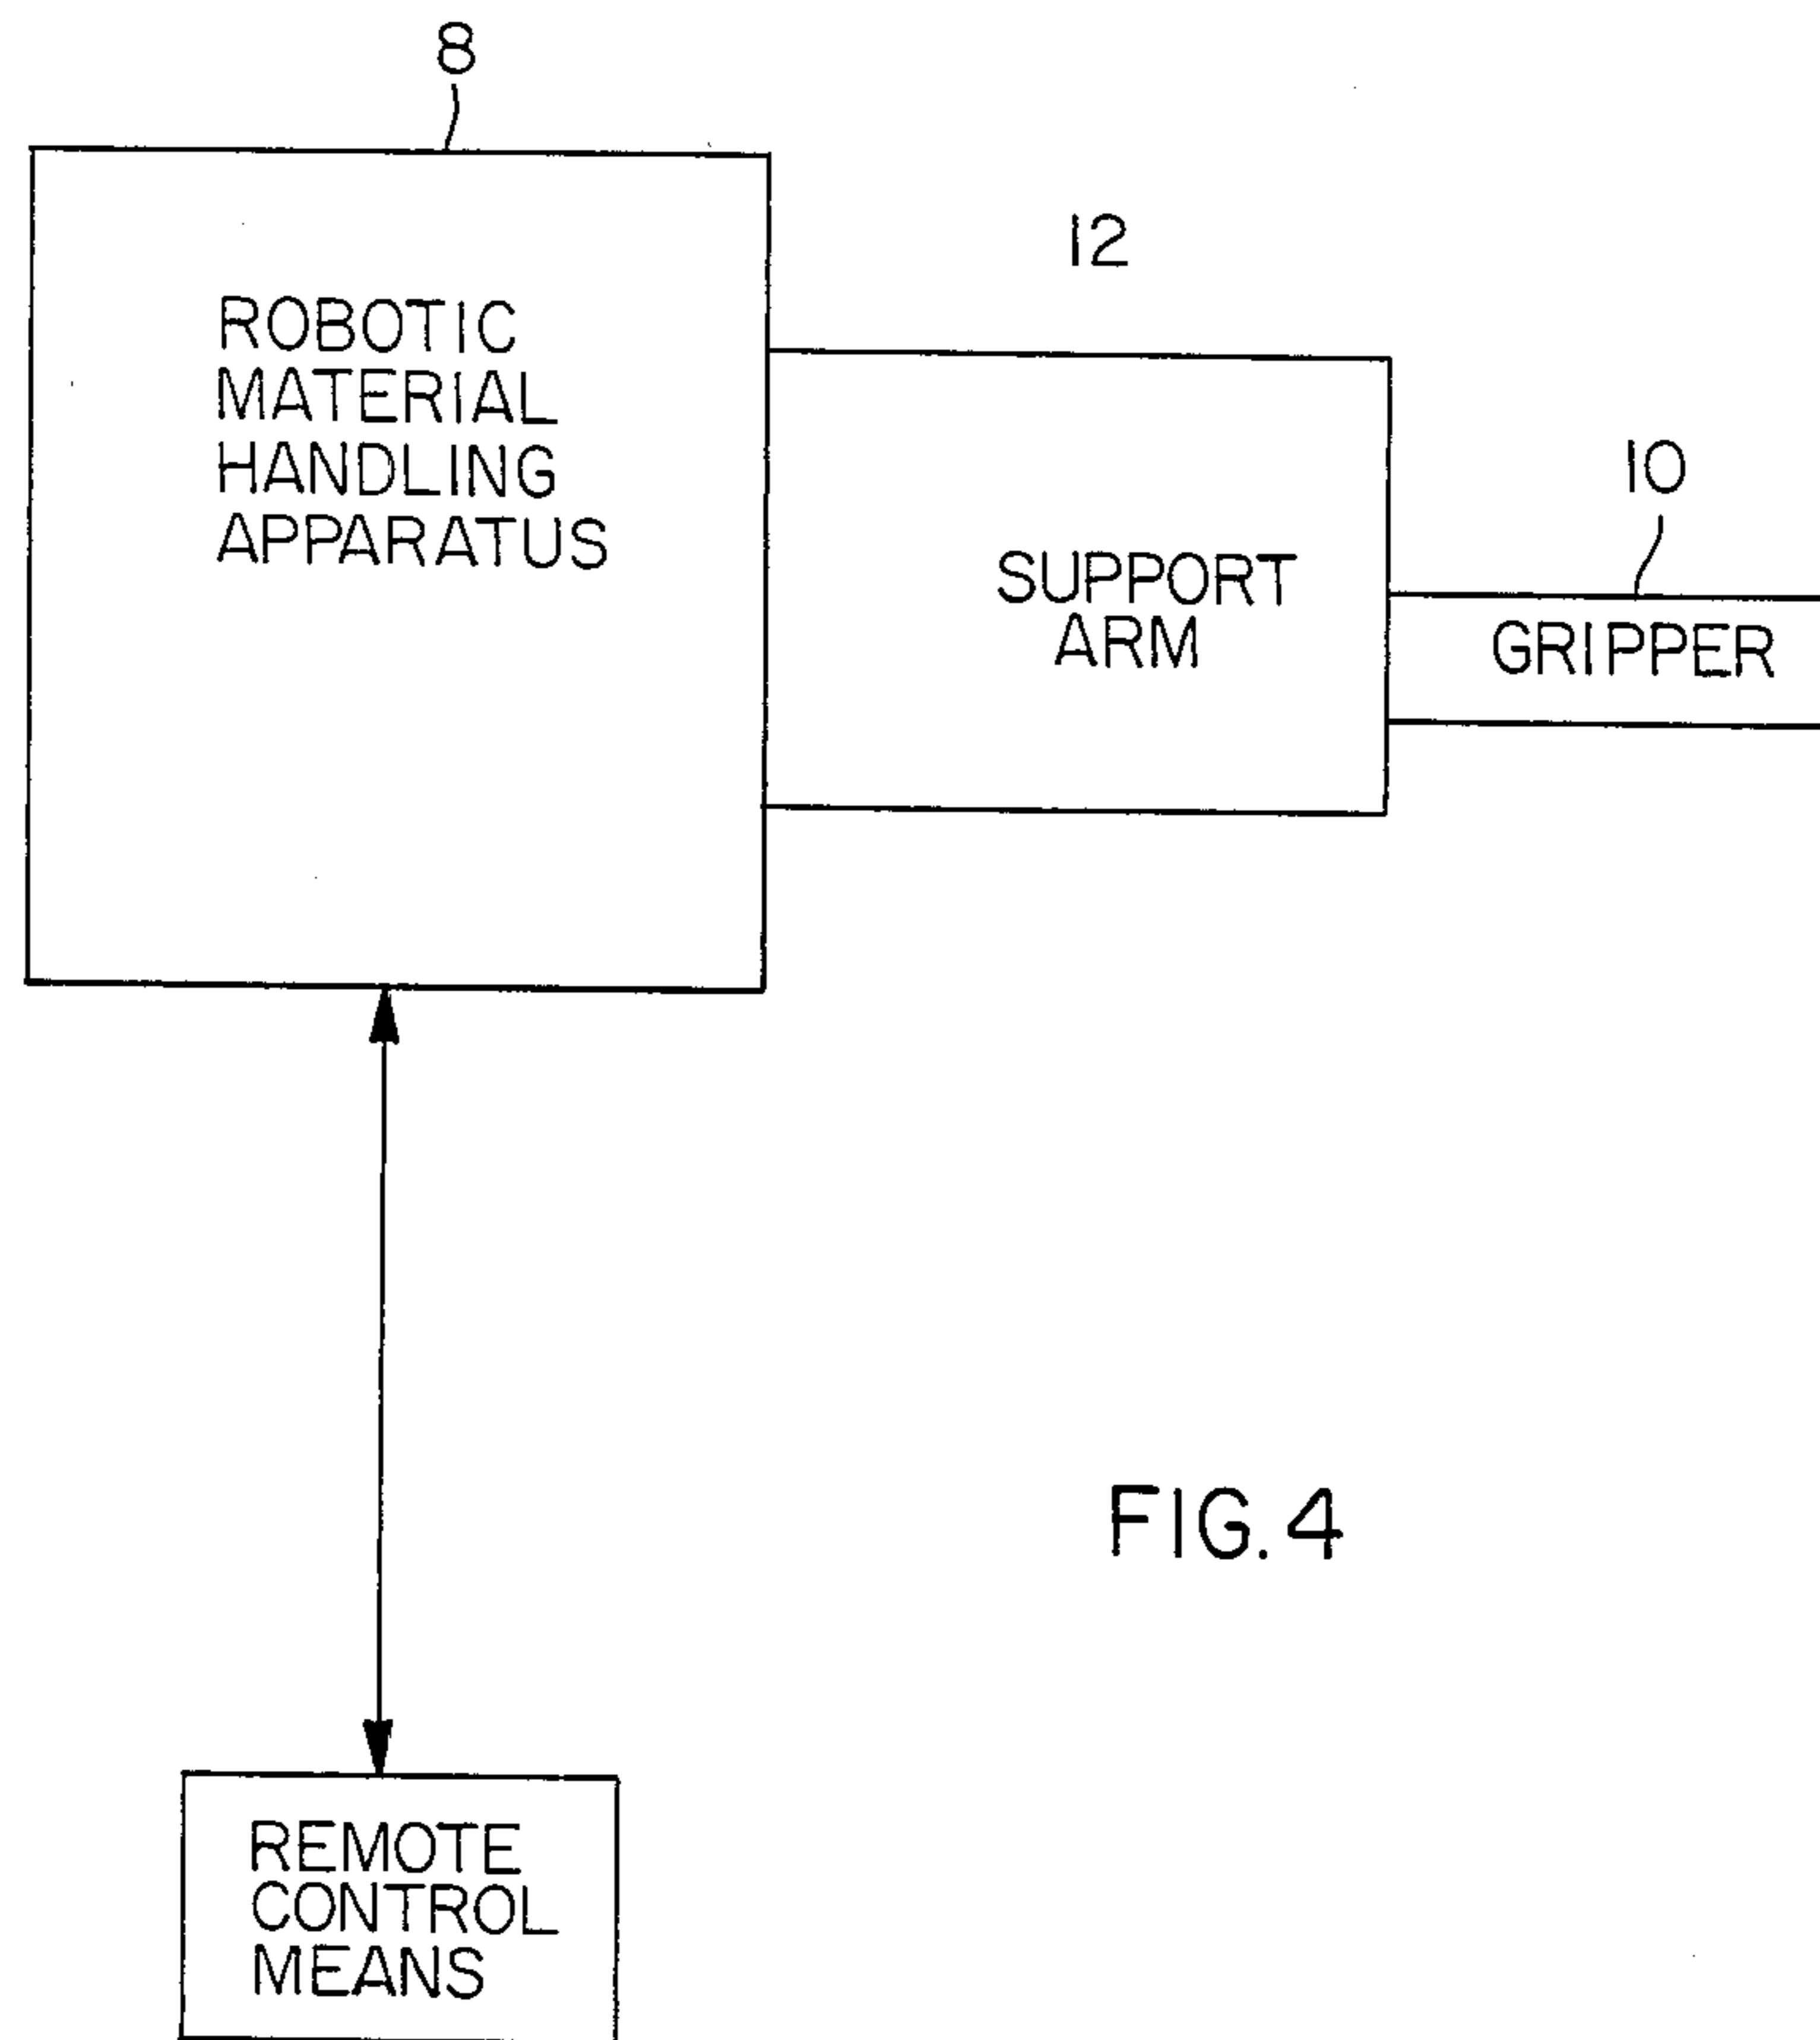 8
ROBOTIC
MATERIAL
HANDLING
APPARATUS
12
SUPPORT
ARM
10
GRIPPER
FIG. 4
REMOTE
CONTROL
MEANS